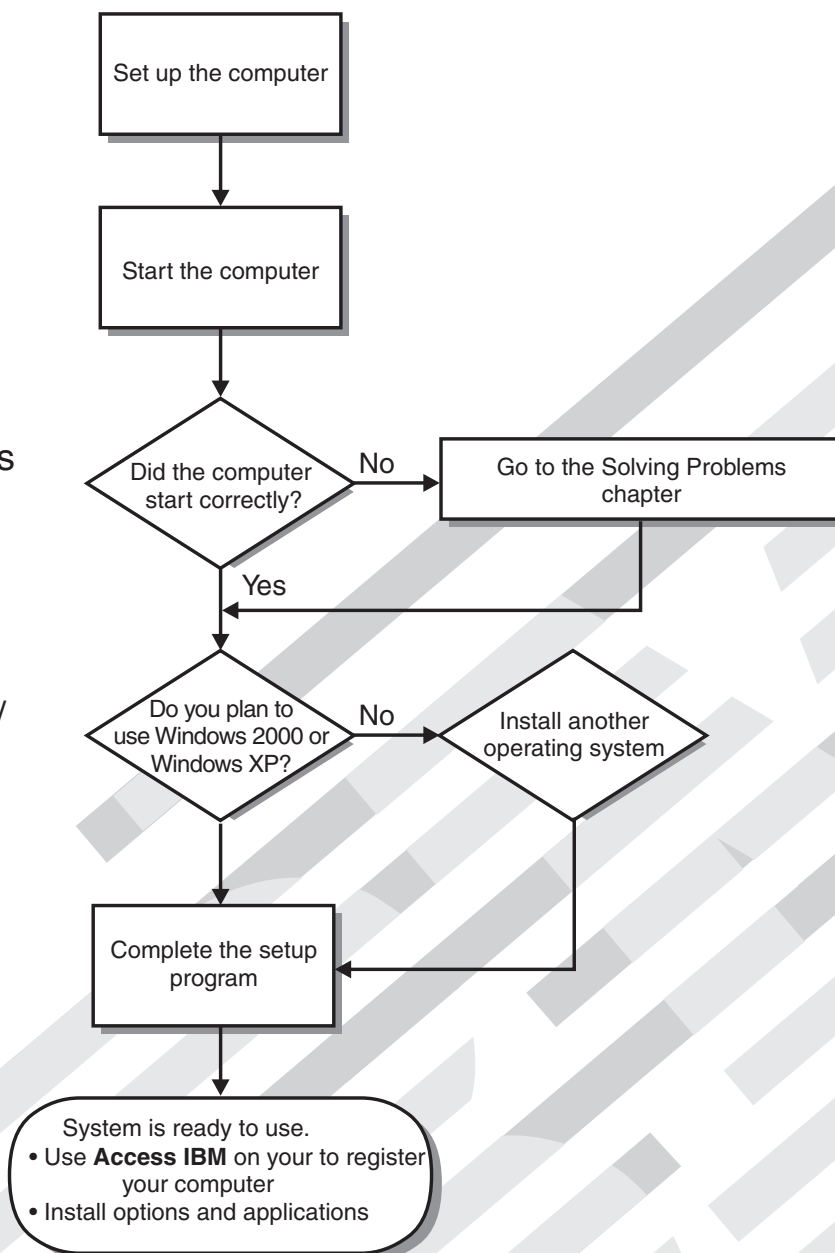 Set up the computer
Start the computer
s
Did the computer
start correctly?
No
Go to the Solving Problems
chapter
Yes
Do you plan to
use Windows 2000 or
Windows XP?
No
Install another
operating system
Complete the setup
program
System is ready to use.
• Use Access IBM on your to register
your computer
• Install options and applications